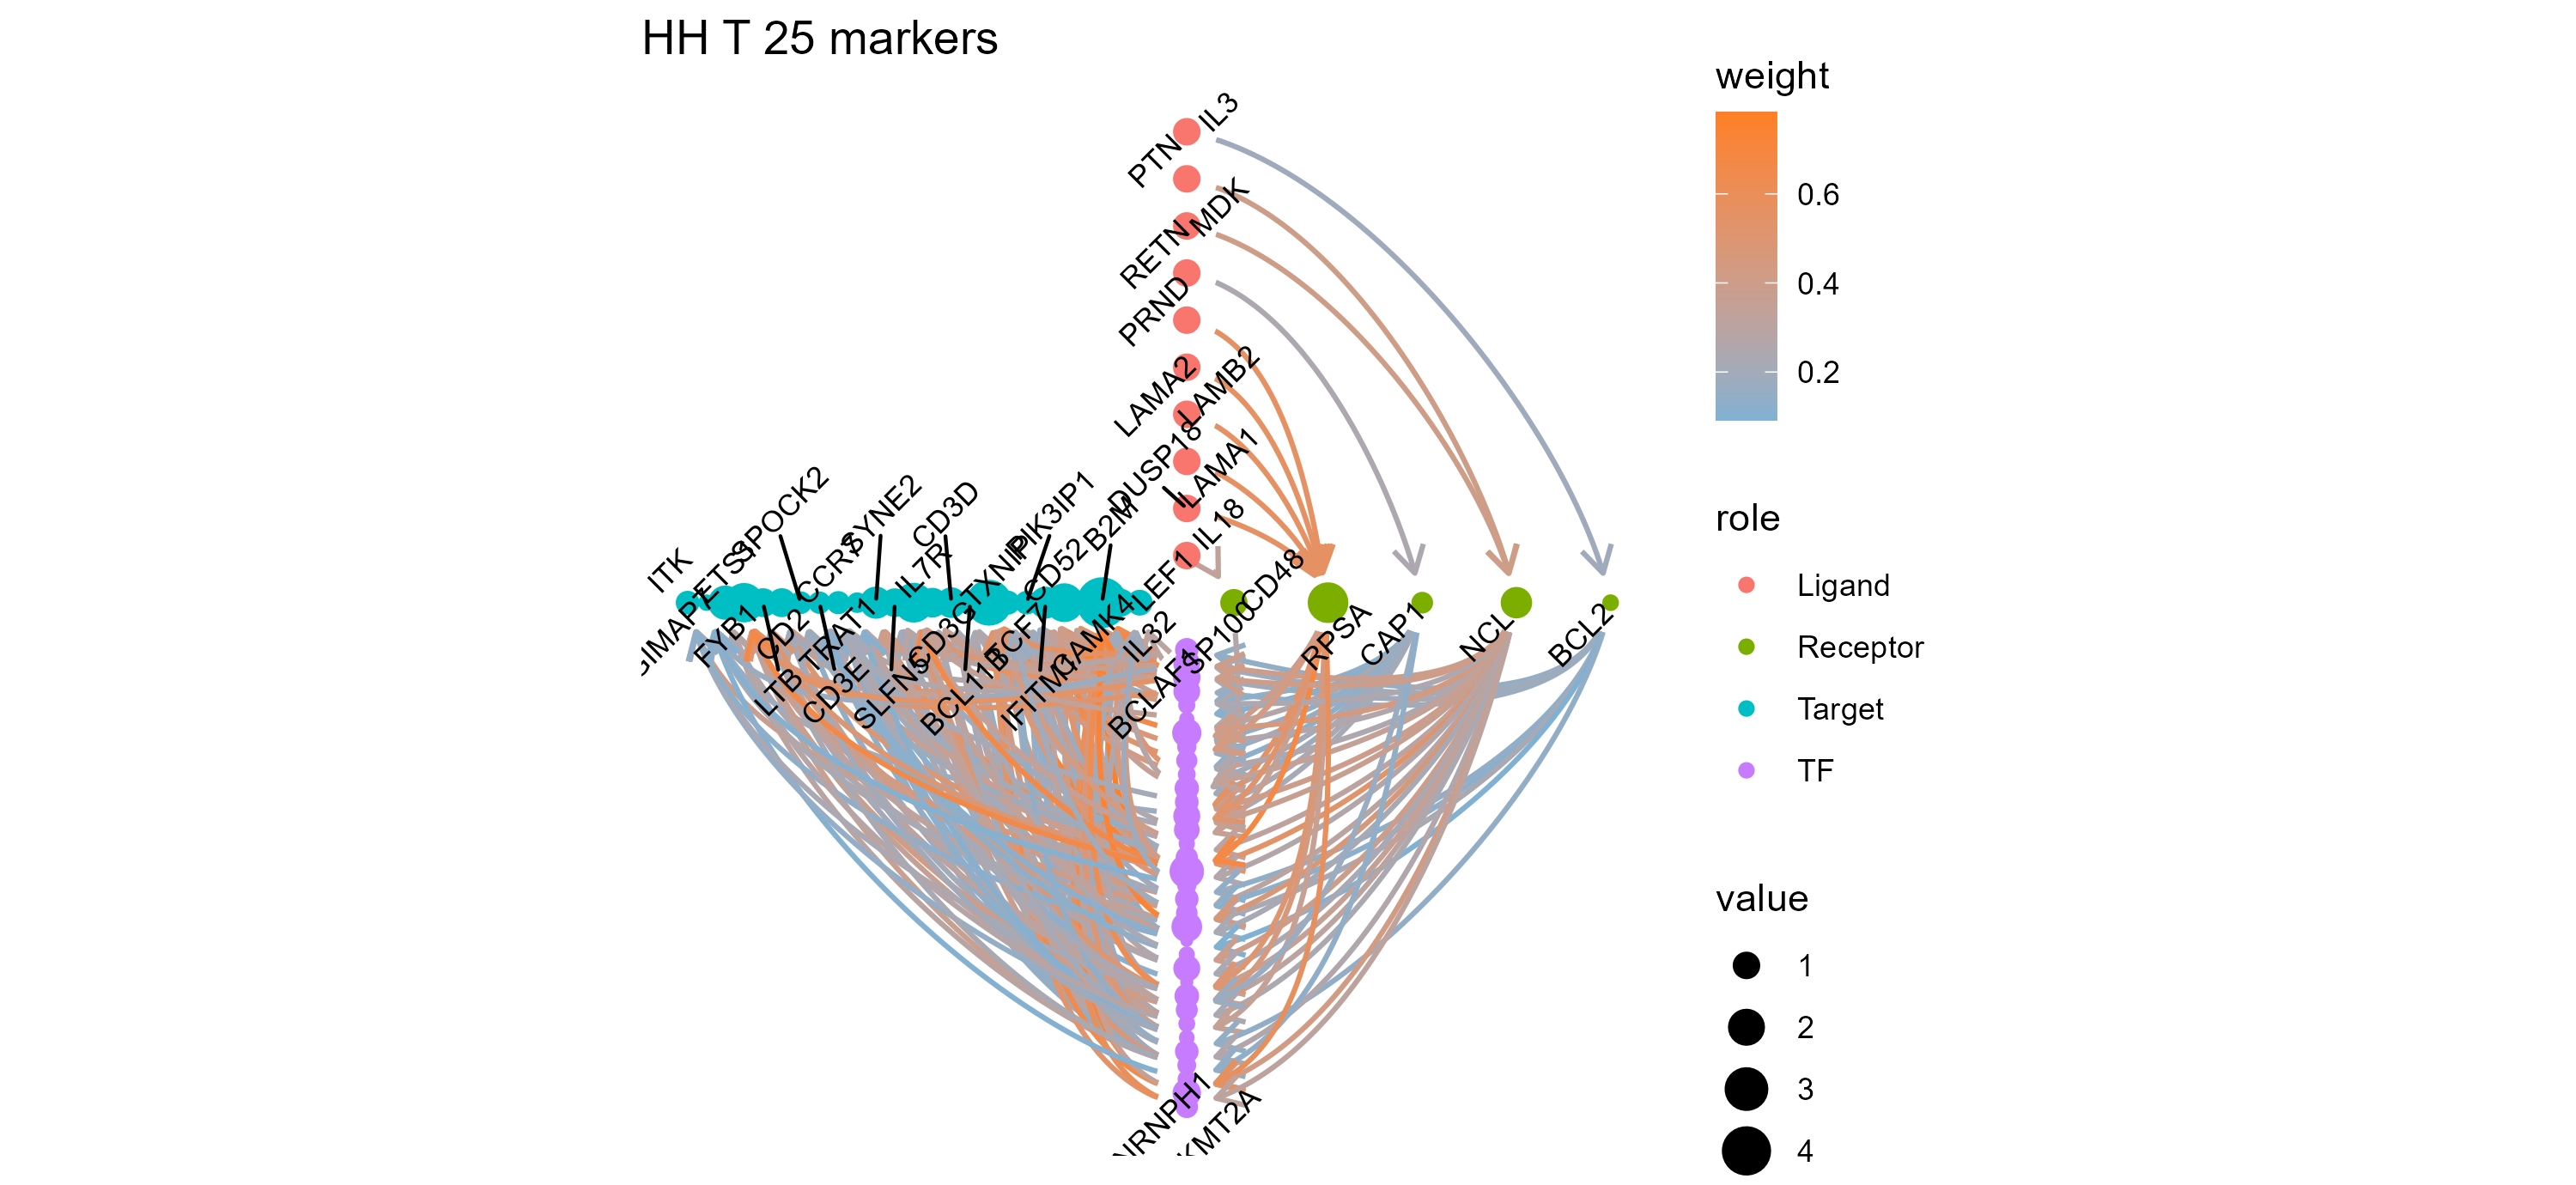 HH T 25 markers
IL3
PTN
MDK
RETN
PRND
LAMB2
LAMA2
DUSP18
LAMA1
IL18
SPOCK2
SYNE2
CD3D
PIK3IP1
B2M
ITK
ETS1
CCR7
IL7R
TXNIP
CD52
LEF1
CD48
FYB1
CD2
TRAT1
CD3G
TCF7
CAMK4
IL32
SP100
RPSA
CAP1
NCL
BCL2
LTB
CD3E
SLFN5
BCL11B
IFITM1
BCLAF1
KMT2A
weight
0.6
0.4
0.2
role
Ligand
Receptor
Target
TF
value
1
2
3
4